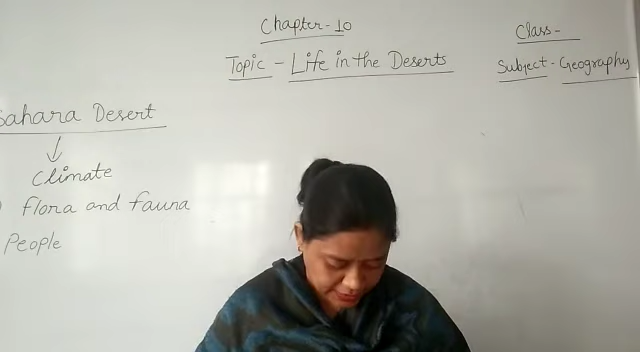 Chapter-10
Class-
Topic - Life in the Deserts
Subject - Geography
Sahara Desert
Climate
flora and fauna
People